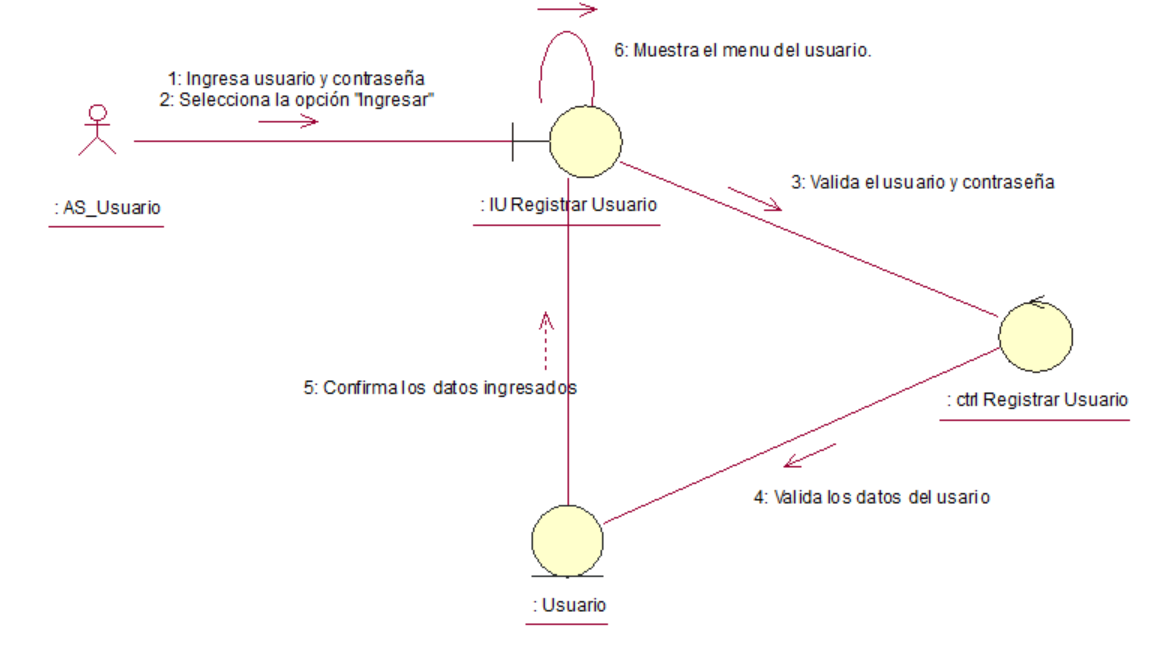 6: Muestra el menu del usuario.
1: Ingresa usuario y contraseña
2: Selecciona la opción "Ingresar"
3: Valida el usuario y contraseña
: AS_Usuario
: IU Registrar Usuario
5: Confirma los datos ingresados
: ctrl Registrar Usuario
4: Valida los datos del usario
: Usuario